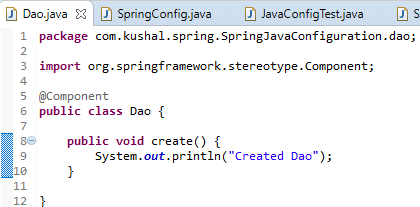 Dao.java SpringConfig.java JavaConfigTest.java S
1 package com.kushal.spring.SpringJavaConfiguration.dao;
2
3 import org.springframework.stereotype.Component;
4
5 @Component
6 public class Dao {
7
8 public void create() {
9 System.out.println("Created Dao");
10 }
11
12 }